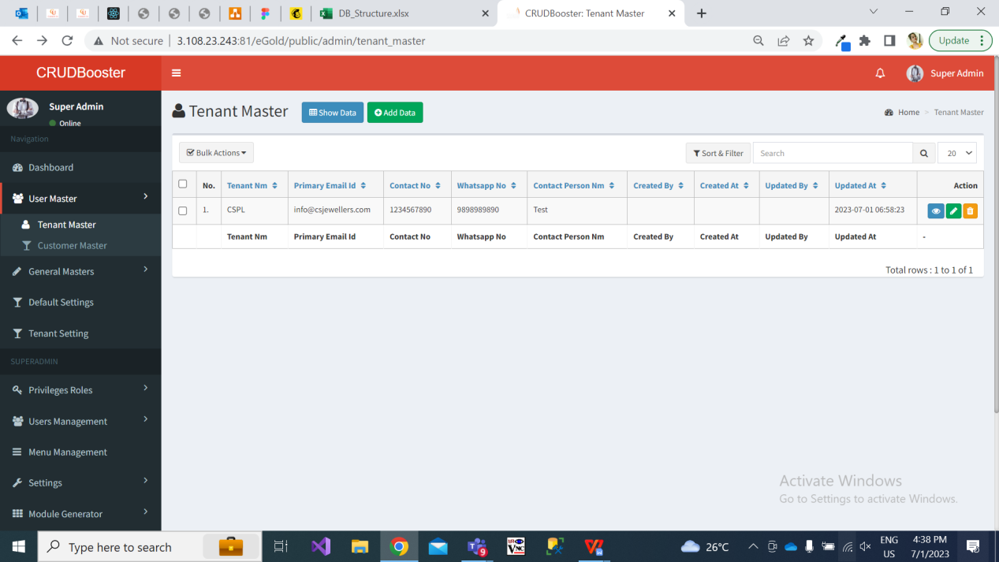 DB_Structure.xlsx
CRUDBooster: Tenant Master
Not secure
3.108.23.243:81/eGold/public/admin/tenant_master
Update
CRUDBooster
Super Admin
Super Admin
Online
Navigation
Dashboard
User Master
Tenant Master
Customer Master
General Masters
Default Settings
Tenant Setting
SUPERADMIN
Privileges Roles
Users Management
Menu Management
Settings
Module Generator
Tenant Master
Show Data
Add Data
Home > Tenant Master
Bulk Actions
Sort & Filter
Search
20
No. Tenant Nm Primary Email Id Contact No Whatsapp No Contact Person Nm Created By Created At Updated By Updated At Action
1. CSPL info@csjewellers.com 1234567890 9898989890 Test 2023-07-01 06:58:23
Tenant Nm Primary Email Id Contact No Whatsapp No Contact Person Nm Created By Created At Updated By Updated At -
Total rows : 1 to 1 of 1
Activate Windows
Go to Settings to activate Windows.
Type here to search
9
VNC
26°C
ENG
US
4:38 PM
7/1/2023